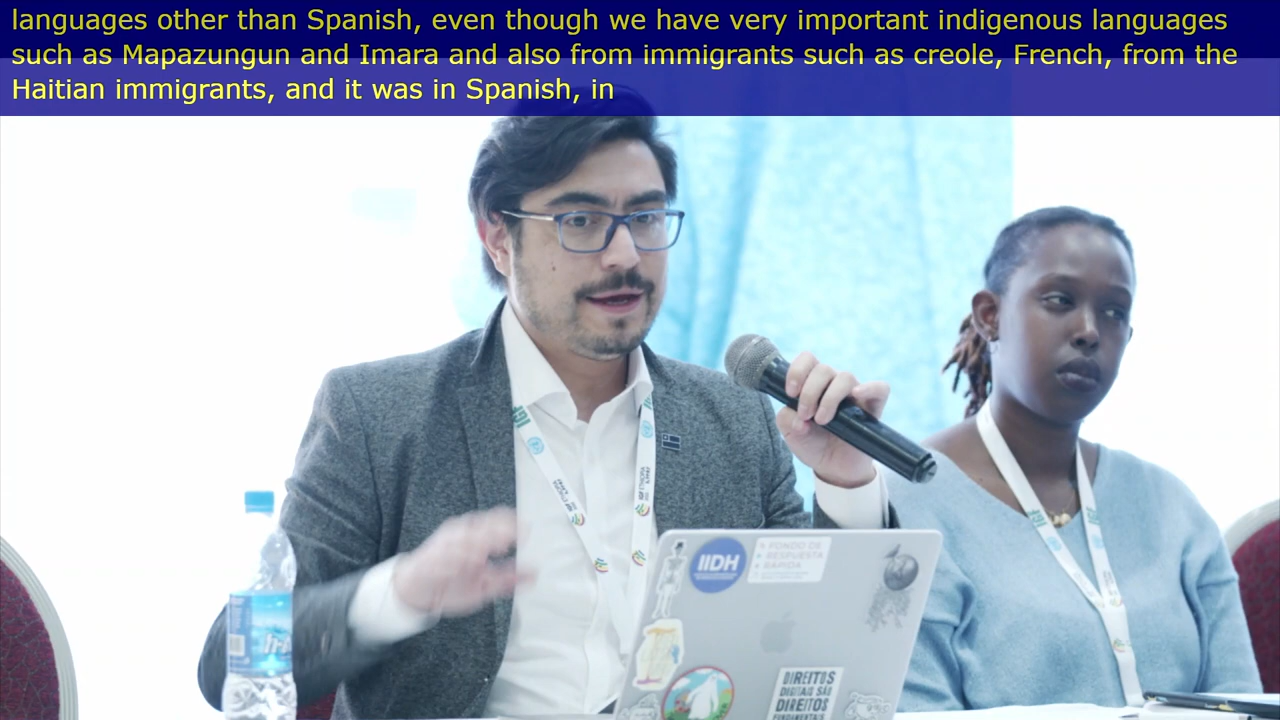 languages other than Spanish, even though we have very important indigenous languages
such as Mapazungun and Imara and also from immigrants such as creole, French, from the
Haitian immigrants, and it was in Spanish, in
IIDH
FONDO DE
RESPUESTA
RÁPIDA
DIREITOS
DIGITAIS SÃO
DIREITOS
FUNDAMENTAIS